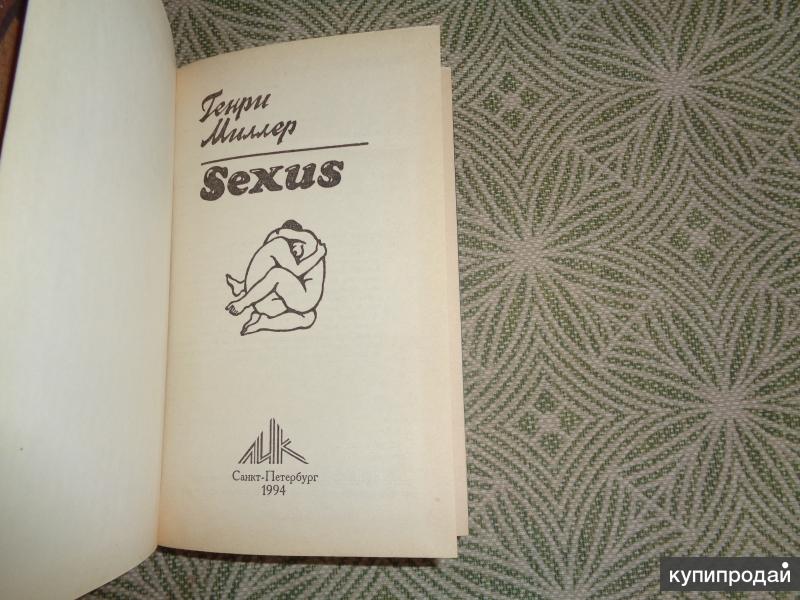 Генри
Миллер
Sexus
ЛИК
Санкт-Петербург
1994
купипродай